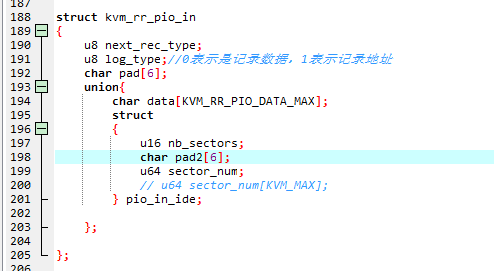 187
188 struct kvm_rr_pio_in
189 {
190 u8 next_rec_type;
191 u8 log_type;//0表示是记录数据，1表示记录地址
192 char pad[6];
193 union{
194 char data[KVM_RR_PIO_DATA_MAX];
195 struct
196 {
197 u16 nb_sectors;
198 char pad2[6];
199 u64 sector_num;
200 // u64 sector_num[KVM_MAX];
201 } pio_in_ide;
202
203 };
204
205 };
206